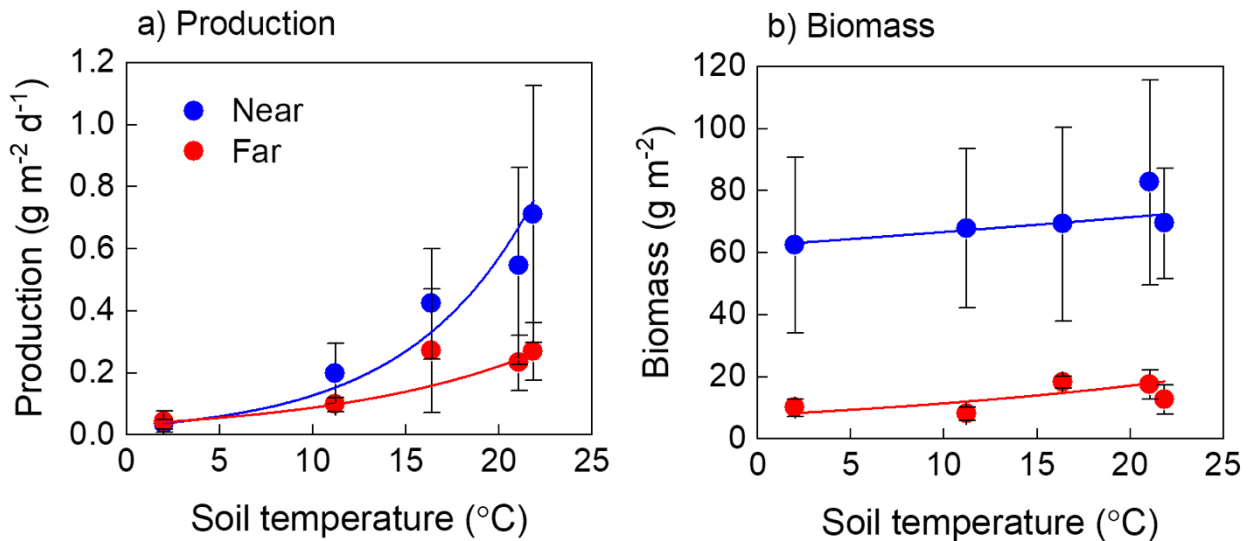 a) Production
1.2
1.0
0.8
0.6
0.4
0.2
0.0
Production (g m⁻² d⁻¹)
Near
Far
0 5 10 15 20 25
Soil temperature (°C)
b) Biomass
120
100
80
60
40
20
0
Biomass (g m⁻²)
0 5 10 15 20 25
Soil temperature (°C)